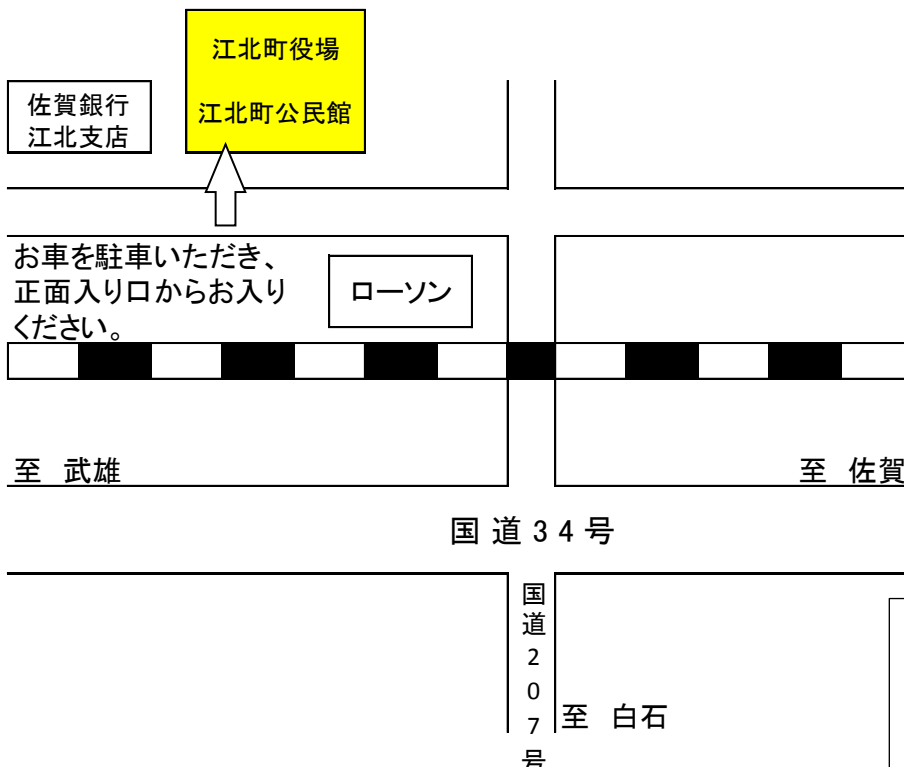 江北町役場
江北町公民館
佐賀銀行
江北支店
お車を駐車いただき、
正面入り口からお入り
ください。
ローソン
至 武雄
至 佐賀
国道34号
国道207号
至 白石